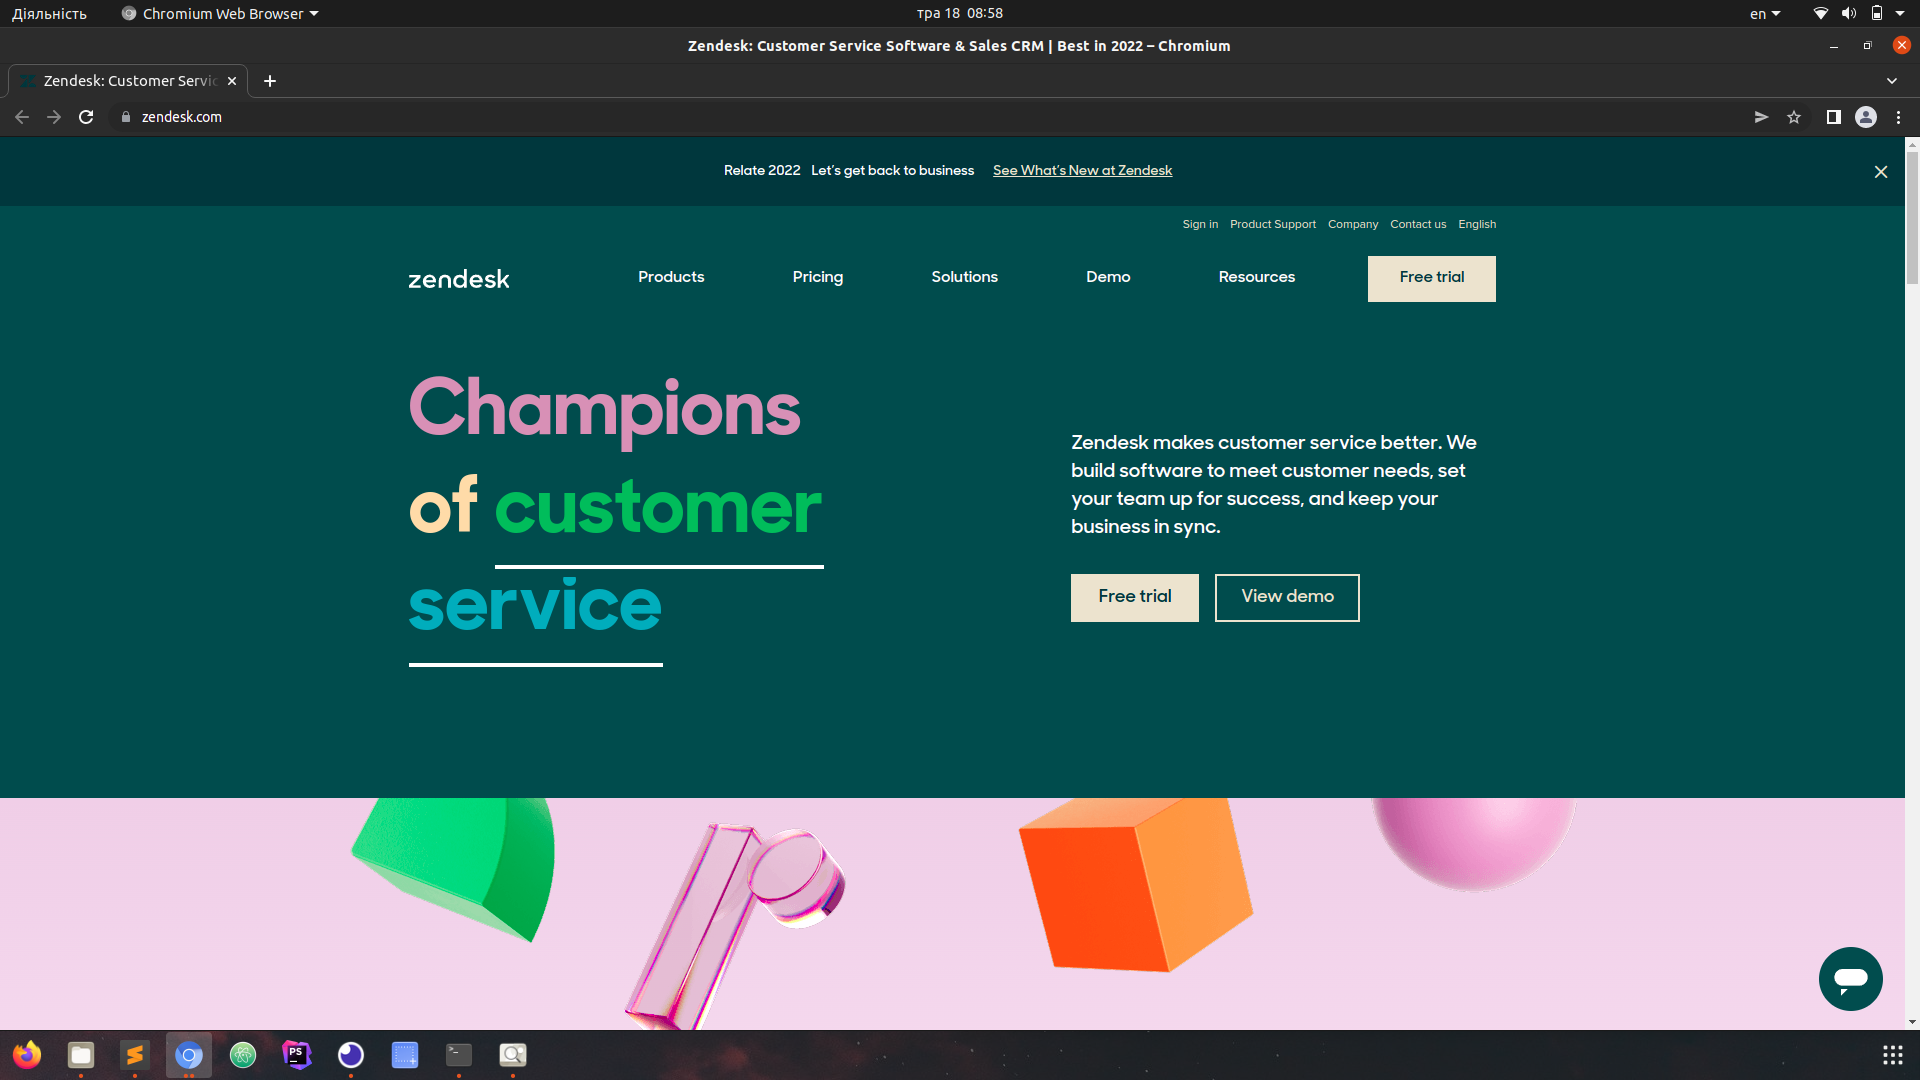 Діяльність
Chromium Web Browser
тра 18 08:58
en
Zendesk: Customer Service Software & Sales CRM | Best in 2022 – Chromium
Zendesk: Customer Servic
zendesk.com
Relate 2022 Let's get back to business See What's New at Zendesk
Sign in Product Support Company Contact us English
zendesk Products Pricing Solutions Demo Resources Free trial
Champions
of customer
service
Zendesk makes customer service better. We
build software to meet customer needs, set
your team up for success, and keep your
business in sync.
Free trial View demo
PS